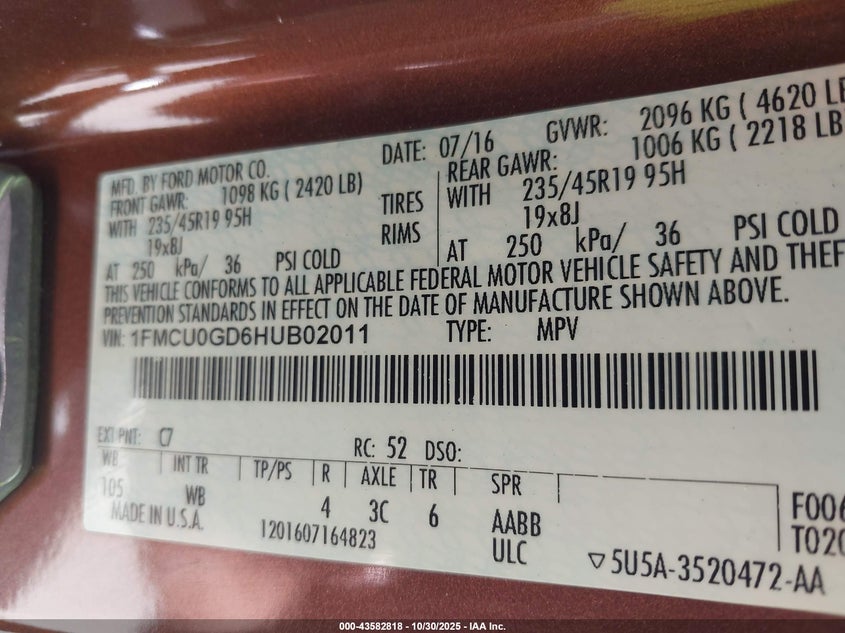 MFD. BY FORD MOTOR CO. DATE: 07/16 GVWR: 2096 KG ( 4620 LB
FRONT GAWR: 1098 KG ( 2420 LB) REAR GAWR: 1006 KG ( 2218 LB
WITH 235/45R19 95H TIRES WITH 235/45R19 95H
19x8J RIMS 19x8J
AT 250 kPa/ 36 PSI COLD AT 250 kPa/ 36 PSI COLD
THIS VEHICLE CONFORMS TO ALL APPLICABLE FEDERAL MOTOR VEHICLE SAFETY AND THEF
PREVENTION STANDARDS IN EFFECT ON THE DATE OF MANUFACTURE SHOWN ABOVE.
VIN: 1FMCU0GD6HUB02011 TYPE: MPV
EXT PNT: C7 RC: 52 DSO:
WB INT TR TP/PS R AXLE TR SPR
105 WB 4 3C 6 AABB F006
MADE IN U.S.A. 1201607164823 ULC T020
▽5U5A-3520472-AA
000-43582818 - 10/30/2025 - IAA Inc.